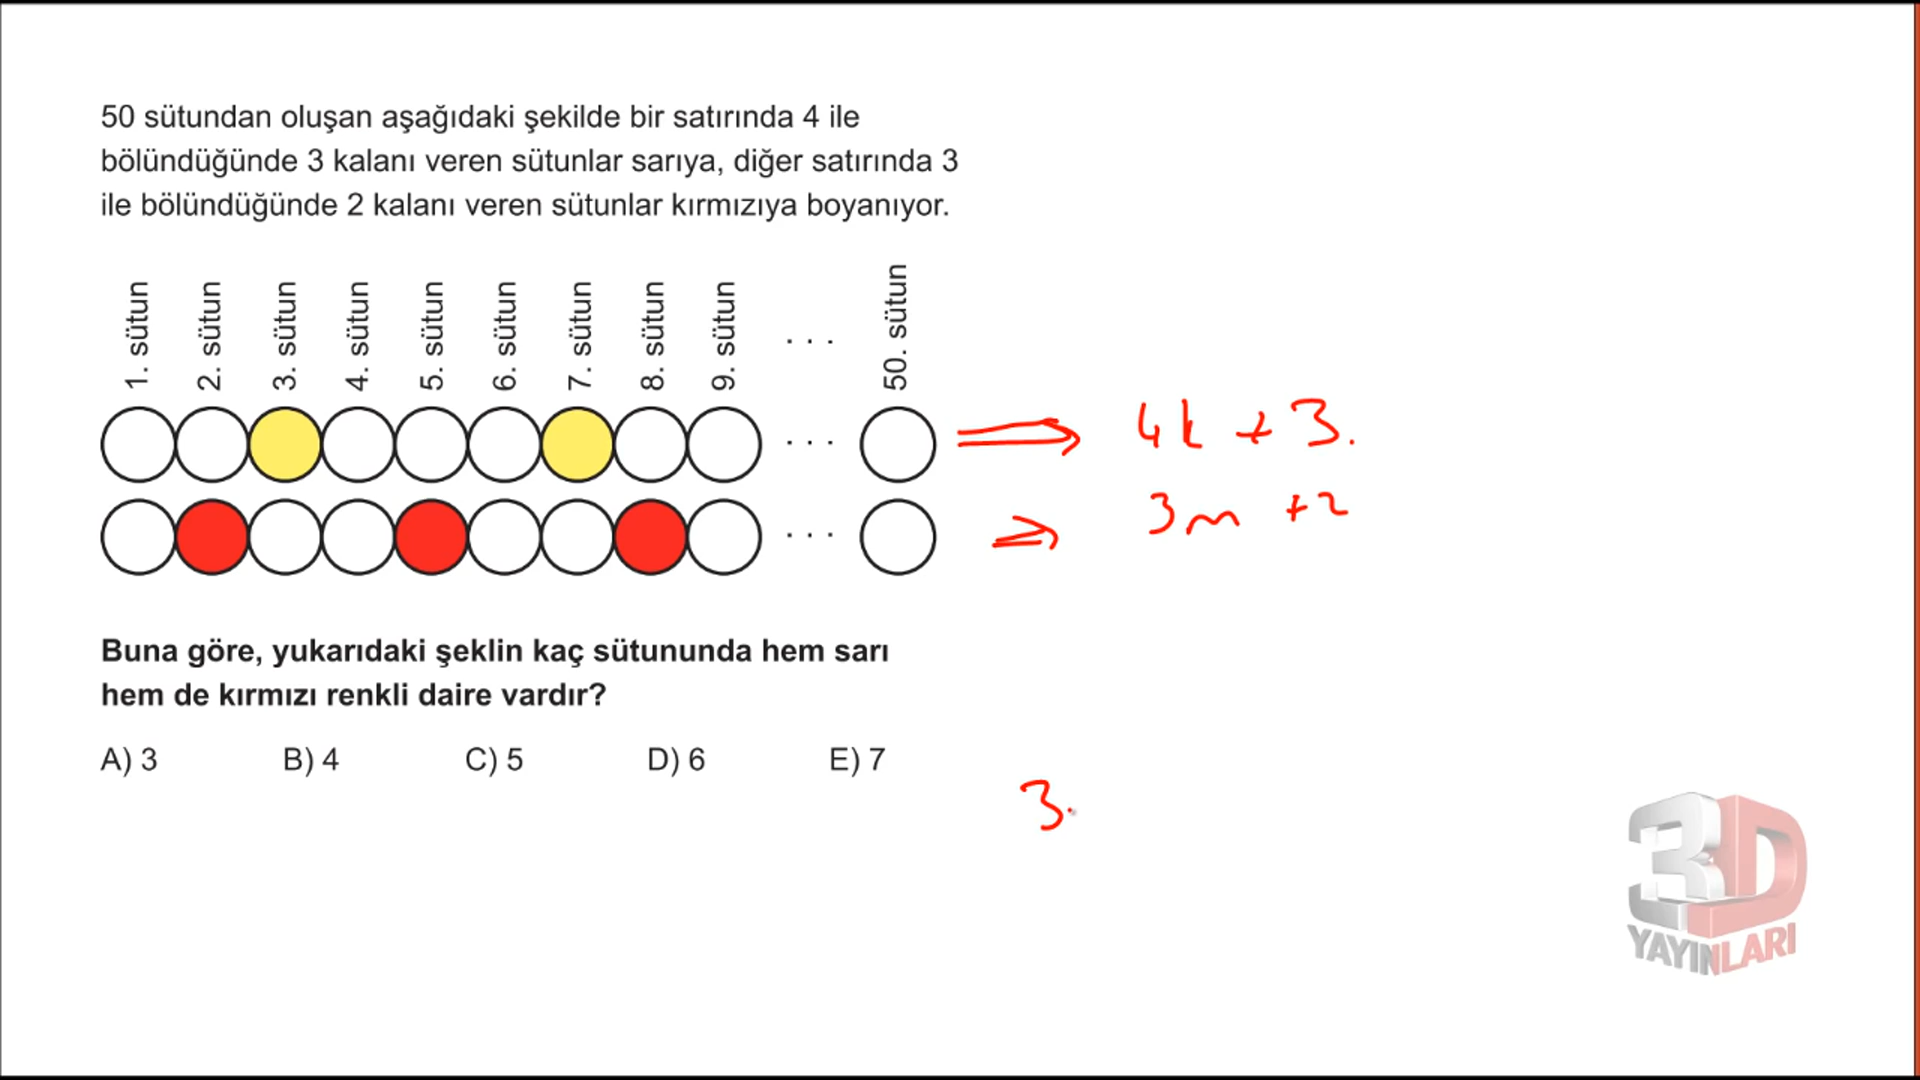 50 sütundan oluşan aşağıdaki şekilde bir satırında 4 ile
bölündüğünde 3 kalanı veren sütunlar sarıya, diğer satırında 3
ile bölündüğünde 2 kalanı veren sütunlar kırmızıya boyanıyor.
1. sütun
2. sütun
3. sütun
4. sütun
5. sütun
6. sütun
7. sütun
8. sütun
9. sütun
. . .
50. sütun
. . .
4k + 3.
. . .
3m + 2
Buna göre, yukarıdaki şeklin kaç sütununda hem sarı
hem de kırmızı renkli daire vardır?
A) 3 B) 4 C) 5 D) 6 E) 7
3.
3D
YAYINLARI